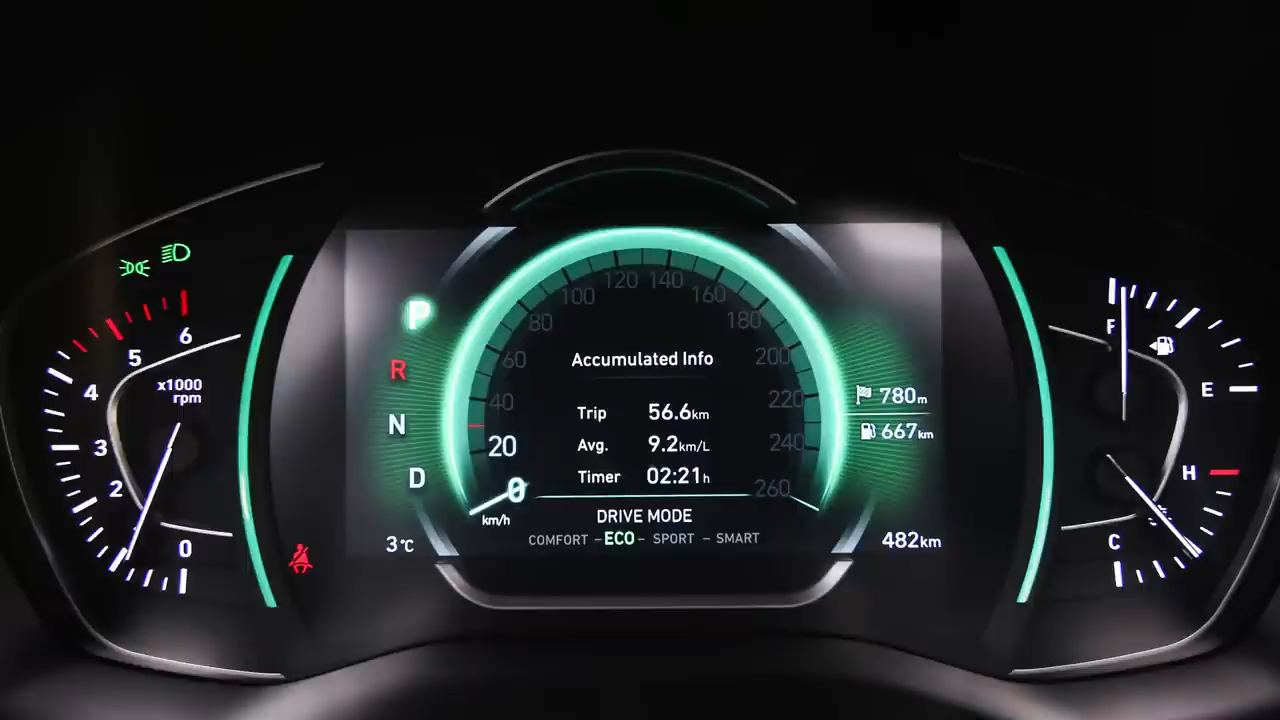 6
5
4
3
2
0
x1000
rpm
P
R
N
D
3℃
0
20
40
60
80
100
120
140
160
180
200
220
240
260
km/h
Accumulated Info
Trip 56.6km
Avg. 9.2km/L
Timer 02:21h
DRIVE MODE
COMFORT – ECO – SPORT – SMART
780m
667km
482km
F
E
H
C